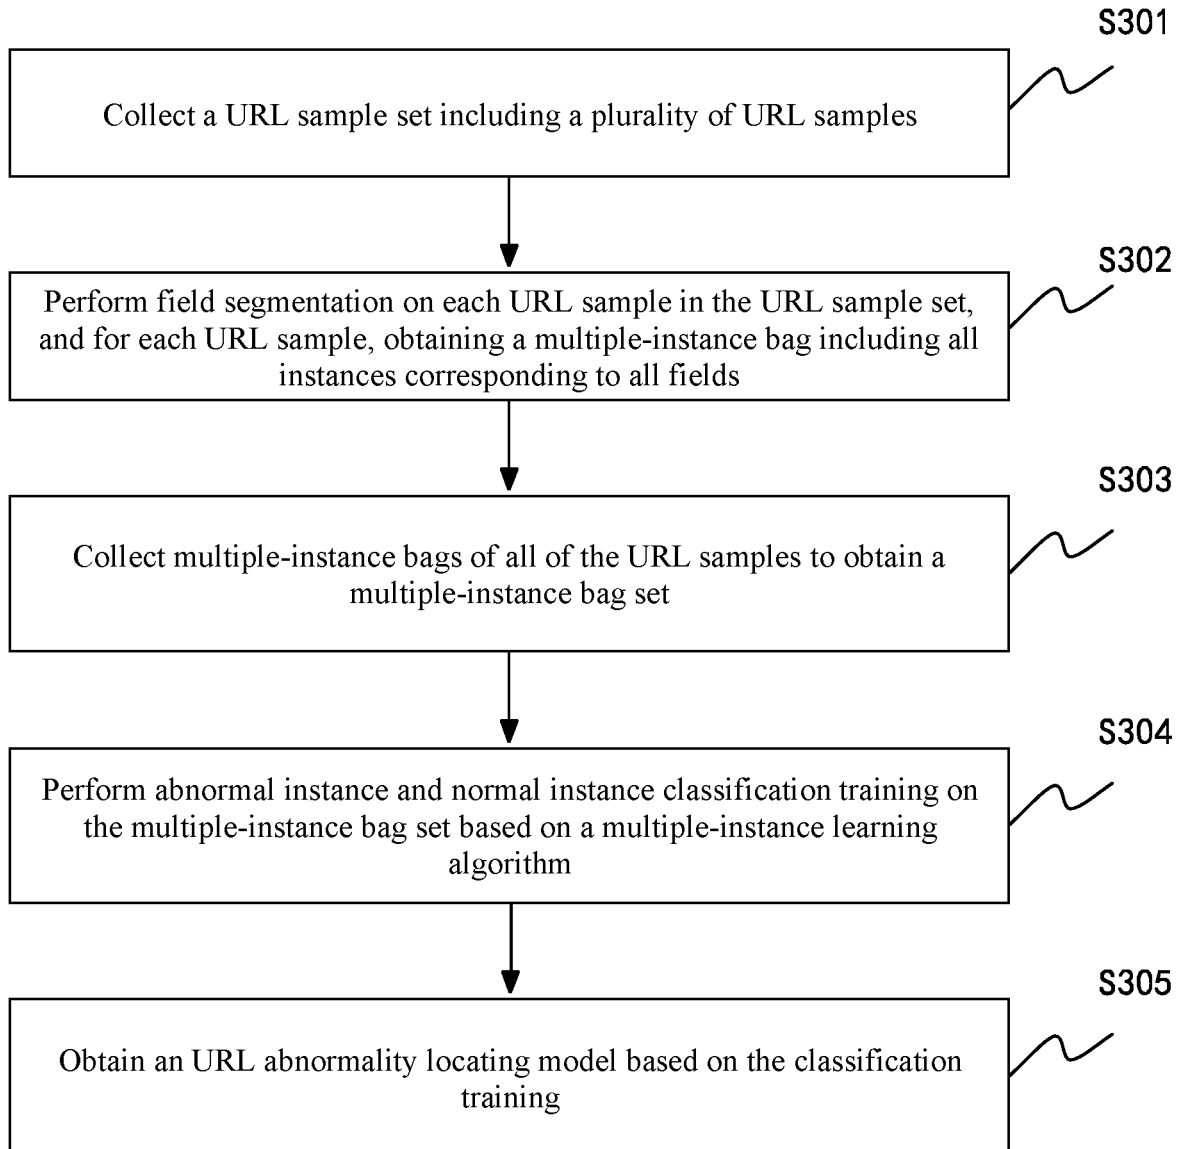 S301
Collect a URL sample set including a plurality of URL samples
S302
Perform field segmentation on each URL sample in the URL sample set,
and for each URL sample, obtaining a multiple-instance bag including all
instances corresponding to all fields
S303
Collect multiple-instance bags of all of the URL samples to obtain a
multiple-instance bag set
S304
Perform abnormal instance and normal instance classification training on
the multiple-instance bag set based on a multiple-instance learning
algorithm
S305
Obtain an URL abnormality locating model based on the classification
training